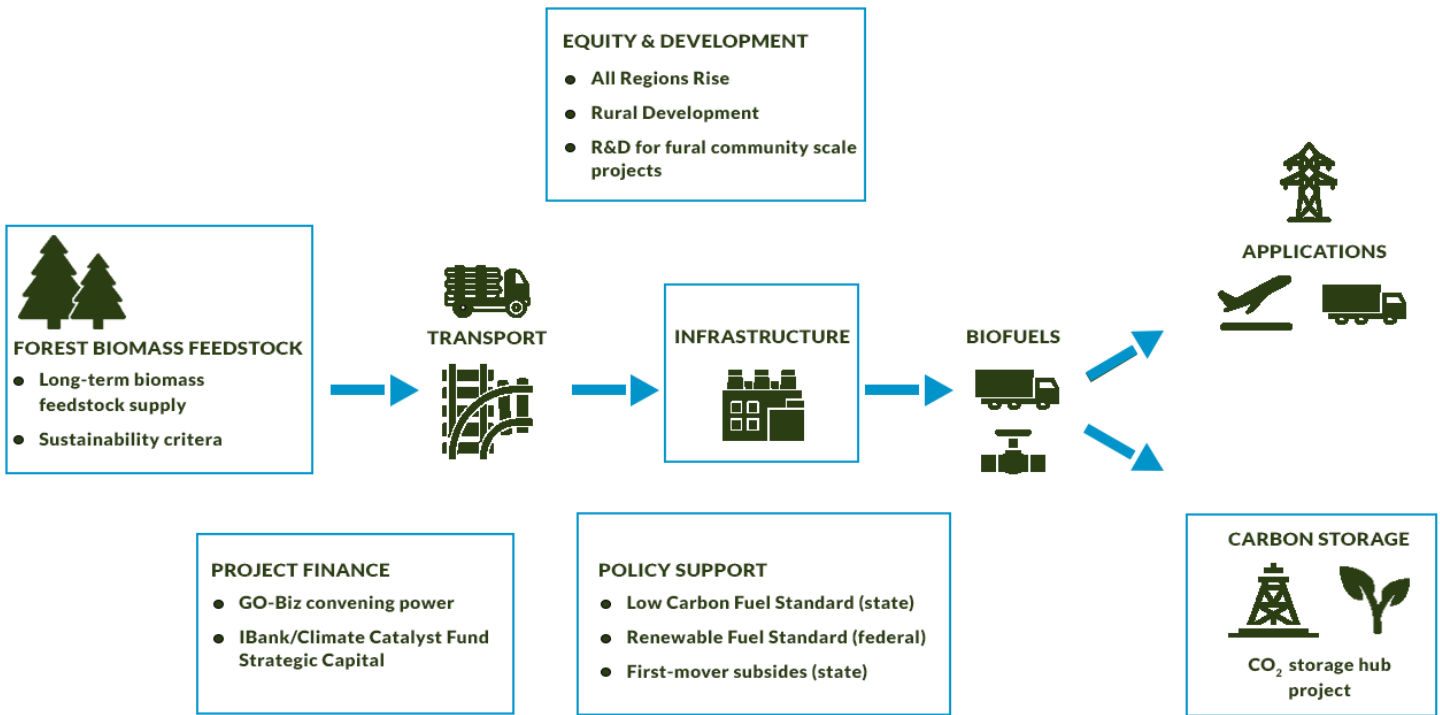 EQUITY & DEVELOPMENT
● All Regions Rise
● Rural Development
● R&D for fural community scale
projects
FOREST BIOMASS FEEDSTOCK
● Long-term biomass
feedstock supply
● Sustainability critera
TRANSPORT
INFRASTRUCTURE
BIOFUELS
APPLICATIONS
PROJECT FINANCE
● GO-Biz convening power
● IBank/Climate Catalyst Fund
Strategic Capital
POLICY SUPPORT
● Low Carbon Fuel Standard (state)
● Renewable Fuel Standard (federal)
● First-mover subsides (state)
CARBON STORAGE
CO₂ storage hub
project